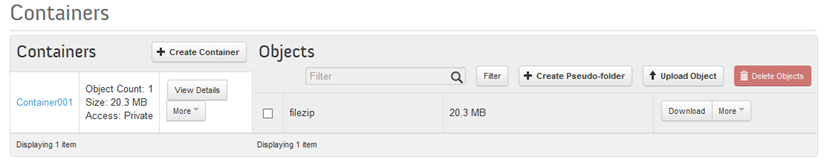 Containers
Containers
Create Container
Objects
Filter
Filter
Create Pseudo-folder
Upload Object
Delete Objects
Container001
Object Count: 1
Size: 20.3 MB
Access: Private
View Details
More
filezip
20.3 MB
Download
More
Displaying 1 item
Displaying 1 item